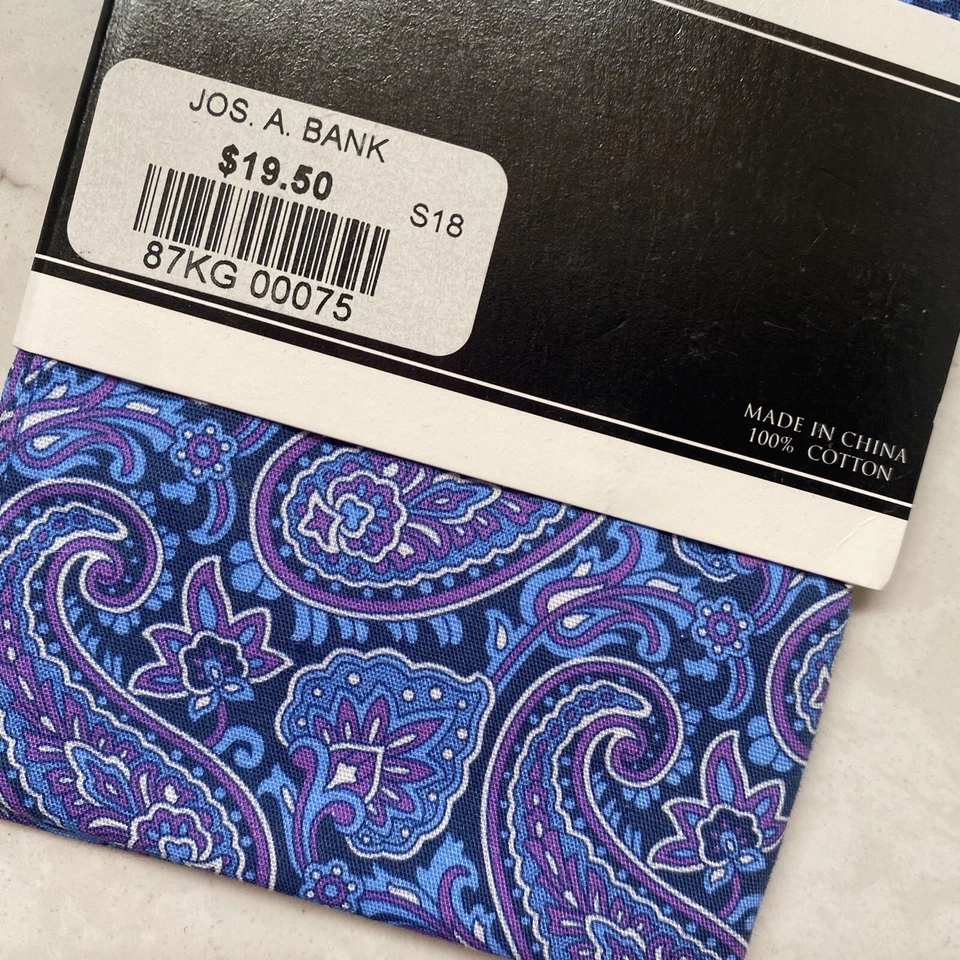 JOS. A. BANK
$19.50
S18
87KG 00075
MADE IN CHINA
100% COTTON